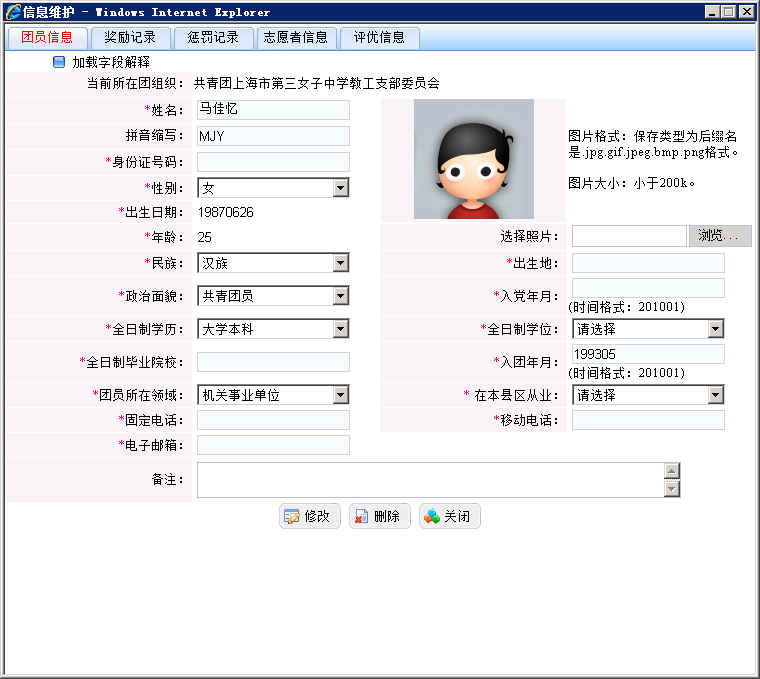 信息维护 - Windows Internet Explorer
团员信息 奖励记录 惩罚记录 志愿者信息 评优信息
加载字段解释
当前所在团组织： 共青团上海市第三女子中学教工支部委员会
*姓名： 马佳忆
拼音缩写： MJY
图片格式：保存类型为后缀名
是.jpg.gif.jpeg.bmp.png格式。
*身份证号码：
图片大小：小于200k。
*性别： 女
*出生日期： 19870626
*年龄： 25 选择照片： 浏览...
*民族： 汉族 *出生地：
*政治面貌： 共青团员 *入党年月：
(时间格式：201001)
*全日制学历： 大学本科 *全日制学位： 请选择
*全日制毕业院校： *入团年月： 199305
(时间格式：201001)
*团员所在领域： 机关事业单位 * 在本县区从业： 请选择
*固定电话： *移动电话：
*电子邮箱：
备注：
修改 删除 关闭